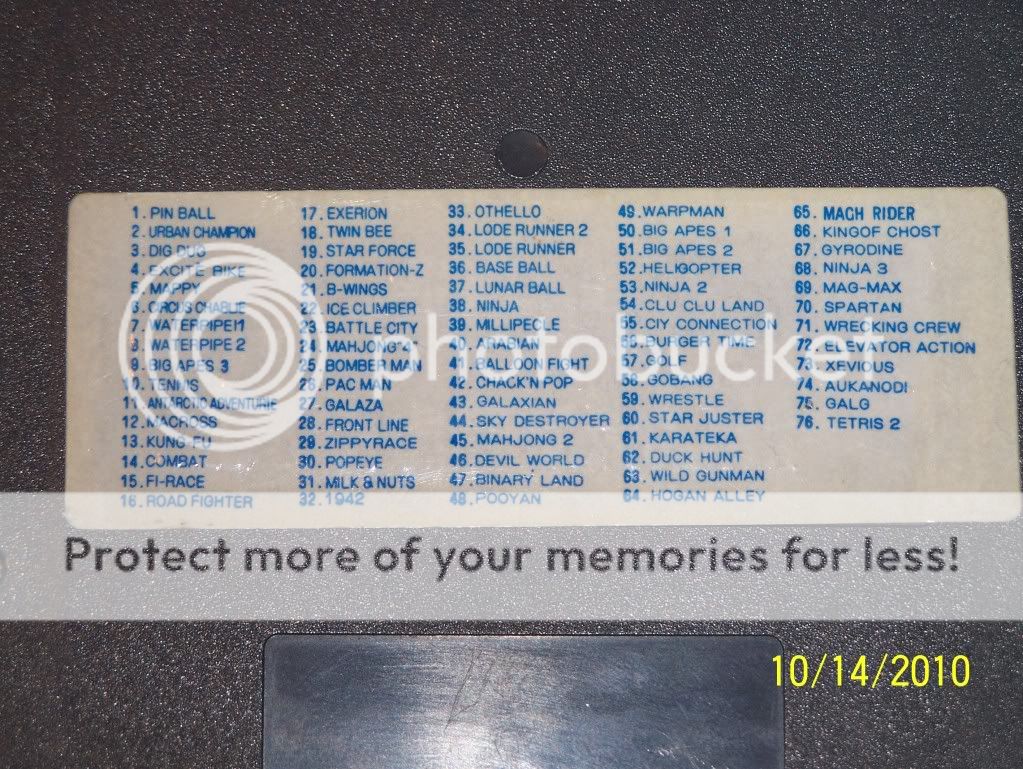 1. PIN BALL
2. URBAN CHAMPION
3. DIG DUG
4. EXCITE BIKE
5. MAPPY
6. CIRCUS CHARLIE
7. WATERPIPE 1
8. WATERPIPE 2
9. BIG APES 3
10. TENNIS
11. ANTARCTIC ADVENTURIE
12. MACROSS
13. KUNG-FU
14. COMBAT
15. FI-RACE
16. ROAD FIGHTER
17. EXERION
18. TWIN BEE
19. STAR FORCE
20. FORMATION-Z
21. B-WINGS
22. ICE CLIMBER
23. BATTLE CITY
24. MAHJONG 4
25. BOMBER MAN
26. PAC MAN
27. GALAZA
28. FRONT LINE
29. ZIPPYRACE
30. POPEYE
31. MILK & NUTS
32. 1942
33. OTHELLO
34. LODE RUNNER 2
35. LODE RUNNER
36. BASE BALL
37. LUNAR BALL
38. NINJA
39. MILLIPECLE
40. ARABIAN
41. BALLOON FIGHT
42. CHACK'N POP
43. GALAXIAN
44. SKY DESTROYER
45. MAHJONG 2
46. DEVIL WORLD
47. BINARY LAND
48. POOYAN
49. WARPMAN
50. BIG APES 1
51. BIG APES 2
52. HELIGOPTER
53. NINJA 2
54. CLU CLU LAND
55. CIY CONNECTION
56. BURGER TIME
57. GOLF
58. GOBANG
59. WRESTLE
60. STAR JUSTER
61. KARATEKA
62. DUCK HUNT
63. WILD GUNMAN
64. HOGAN ALLEY
65. MACH RIDER
66. KINGOF CHOST
67. GYRODINE
68. NINJA 3
69. MAG-MAX
70. SPARTAN
71. WRECKING CREW
72. ELEVATOR ACTION
73. XEVIOUS
74. AUKANODI
75. GALG
76. TETRIS 2
photobucket
Protect more of your memories for less!
10/14/2010